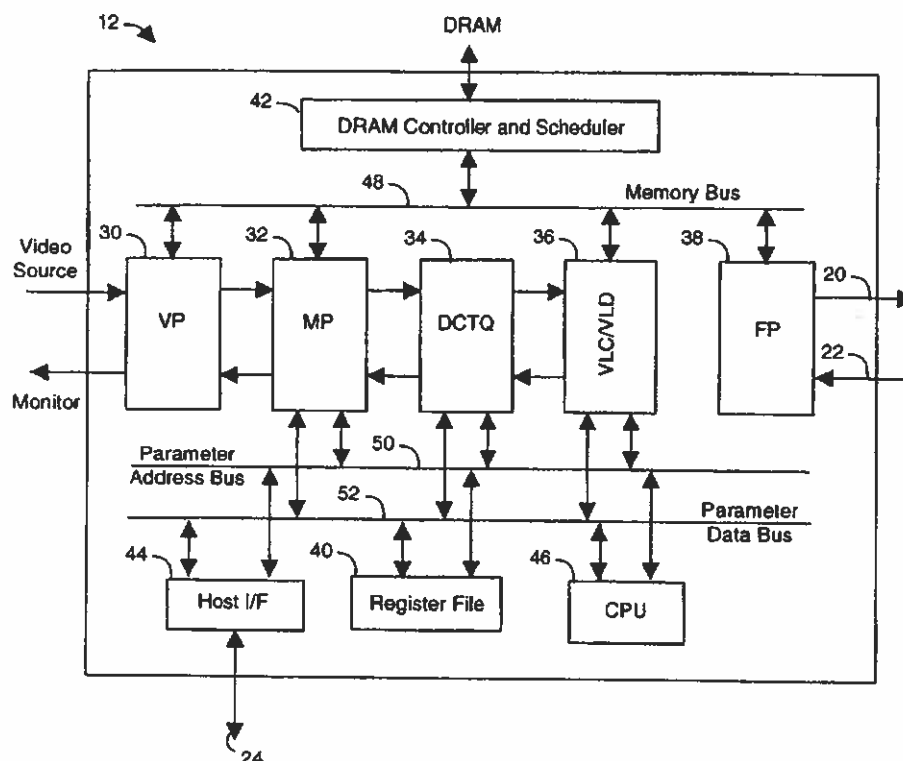 12
DRAM
42
DRAM Controller and Scheduler
48
Memory Bus
30
32
34
36
38
Video
Source
VP
MP
DCTQ
VLC/VLD
FP
20
22
Monitor
50
Parameter
Address Bus
52
Parameter
Data Bus
44
40
46
Host I/F
Register File
CPU
24